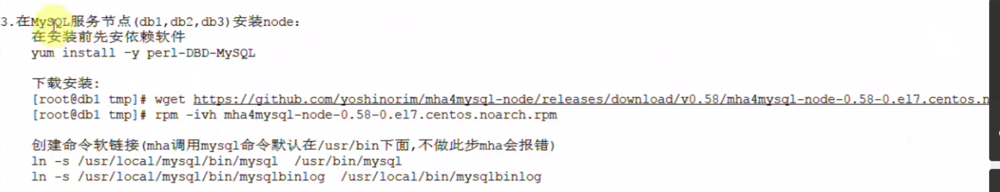 3.在MySQL服务节点(db1,db2,db3)安装node：
在安装前先安依赖软件
yum install -y perl-DBD-MySQL
下载安装：
[root@db1 tmp]# wget https://github.com/yoshinorim/mha4mysql-node/releases/download/v0.58/mha4mysql-node-0.58-0.el7.centos.n
[root@db1 tmp]# rpm -ivh mha4mysql-node-0.58-0.el7.centos.noarch.rpm
创建命令软链接(mha调用mysql命令默认在/usr/bin下面,不做此步mha会报错)
ln -s /usr/local/mysql/bin/mysql  /usr/bin/mysql
ln -s /usr/local/mysql/bin/mysqlbinlog  /usr/local/bin/mysqlbinlog